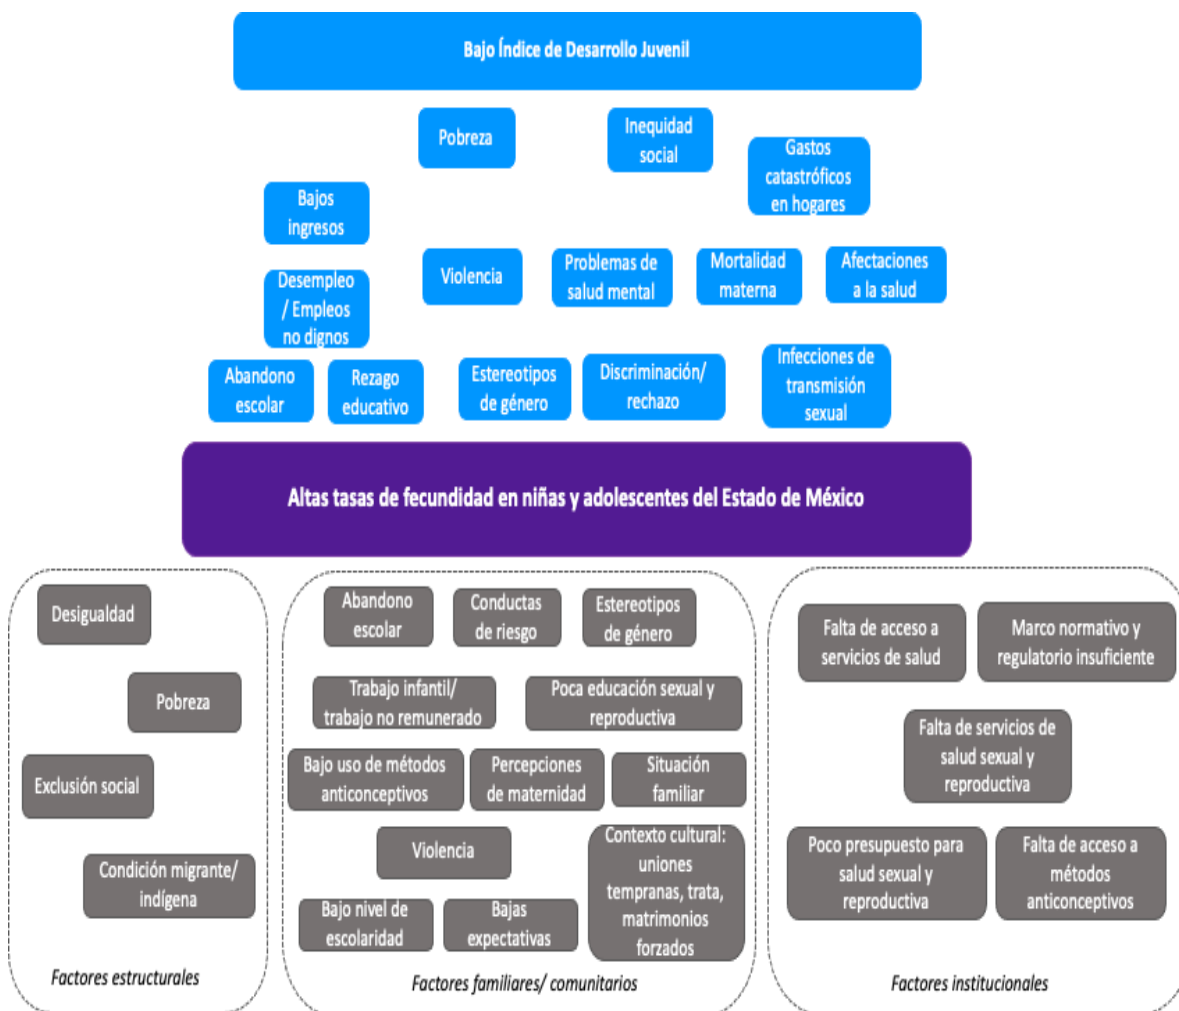 Bajo Índice de Desarrollo Juvenil
Pobreza
Inequidad
social
Gastos
catastróficos
en hogares
Bajos
ingresos
Violencia
Problemas de
salud mental
Mortalidad
materna
Afectaciones
a la salud
Desempleo
/ Empleos
no dignos
Abandono
escolar
Rezago
educativo
Estereotipos
de género
Discriminación/
rechazo
Infecciones de
transmisión
sexual
Altas tasas de fecundidad en niñas y adolescentes del Estado de México
Desigualdad
Pobreza
Exclusión social
Condición migrante/
indígena
Factores estructurales
Abandono
escolar
Conductas
de riesgo
Estereotipos
de género
Trabajo infantil/
trabajo no remunerado
Poca educación sexual y
reproductiva
Bajo uso de métodos
anticonceptivos
Percepciones
de maternidad
Situación
familiar
Violencia
Contexto cultural:
uniones
tempranas, trata,
matrimonios
forzados
Bajo nivel de
escolaridad
Bajas
expectativas
Factores familiares/ comunitarios
Falta de acceso a
servicios de salud
Marco normativo y
regulatorio insuficiente
Falta de servicios de
salud sexual y
reproductiva
Poco presupuesto para
salud sexual y
reproductiva
Falta de acceso a
métodos
anticonceptivos
Factores institucionales